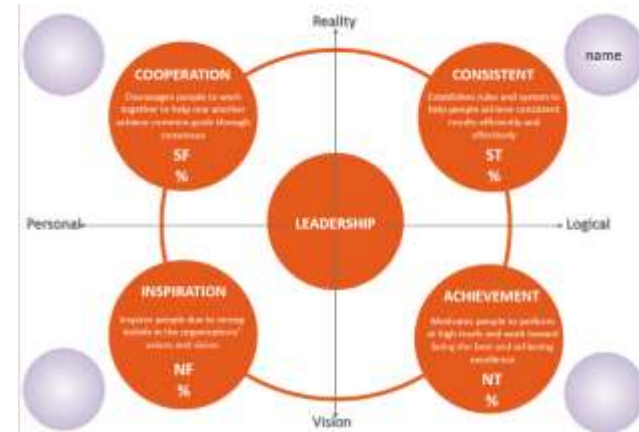 Reality
name
COOPERATION
Encourages people to work
together to help one another
achieve common goals through
consensus
SF
%
CONSISTENT
Establishes rules and system to
help people achieve consistent
results efficiently and
effectively
ST
%
Personal
LEADERSHIP
Logical
INSPIRATION
Inspires people due to strong
beliefs in the organizations'
values and vision
NF
%
ACHIEVEMENT
Motivates people to perform
at high levels and work toward
being the best and achieving
excellence
NT
%
Vision